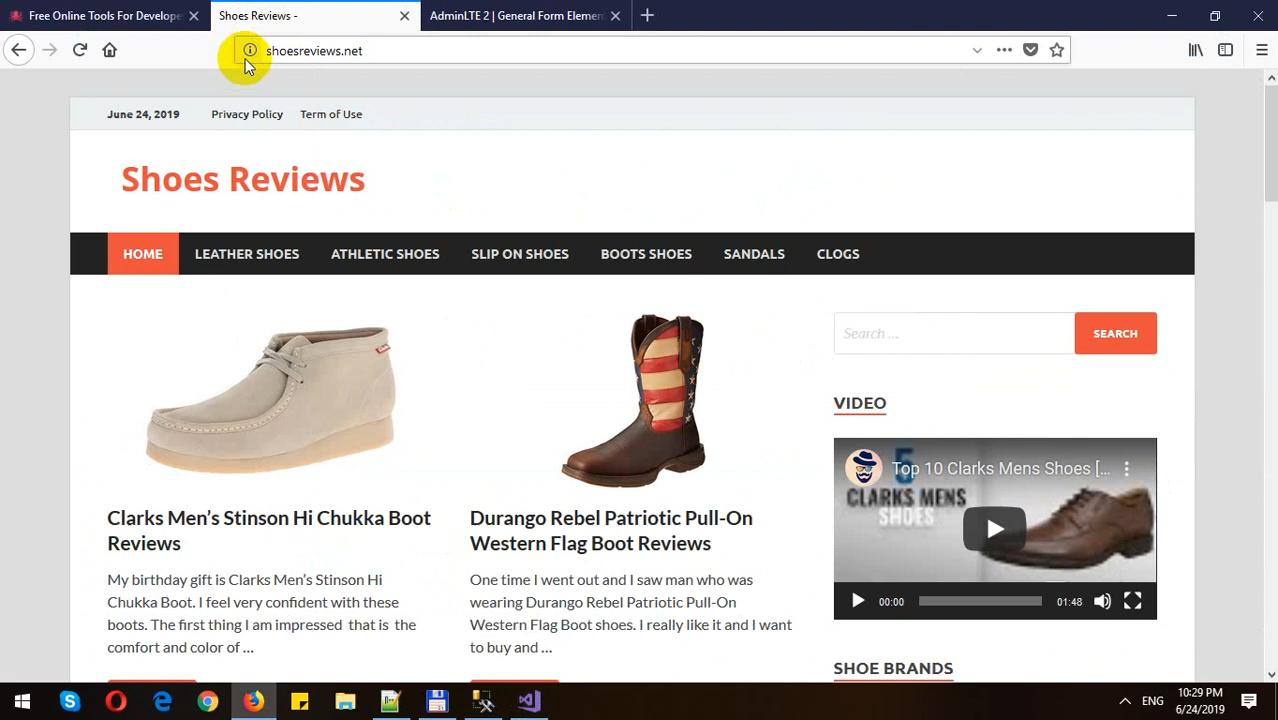 Free Online Tools For Develope
Shoes Reviews -
AdminLTE 2 | General Form Elemen
shoesreviews.net
June 24, 2019 Privacy Policy Term of Use
Shoes Reviews
HOME LEATHER SHOES ATHLETIC SHOES SLIP ON SHOES BOOTS SHOES SANDALS CLOGS
Search ... SEARCH
Clarks
Clarks Men’s Stinson Hi Chukka Boot
Reviews
My birthday gift is Clarks Men’s Stinson Hi
Chukka Boot. I feel very confident with these
boots. The first thing I am impressed that is the
comfort and color of ...
Durango Rebel Patriotic Pull-On
Western Flag Boot Reviews
One time I went out and I saw man who was
wearing Durango Rebel Patriotic Pull-On
Western Flag Boot shoes. I really like it and I want
to buy and ...
VIDEO
Top 10 Clarks Mens Shoes [...
5
CLARKS MENS
SHOES
00:00 01:48
SHOE BRANDS
ENG
10:29 PM
6/24/2019